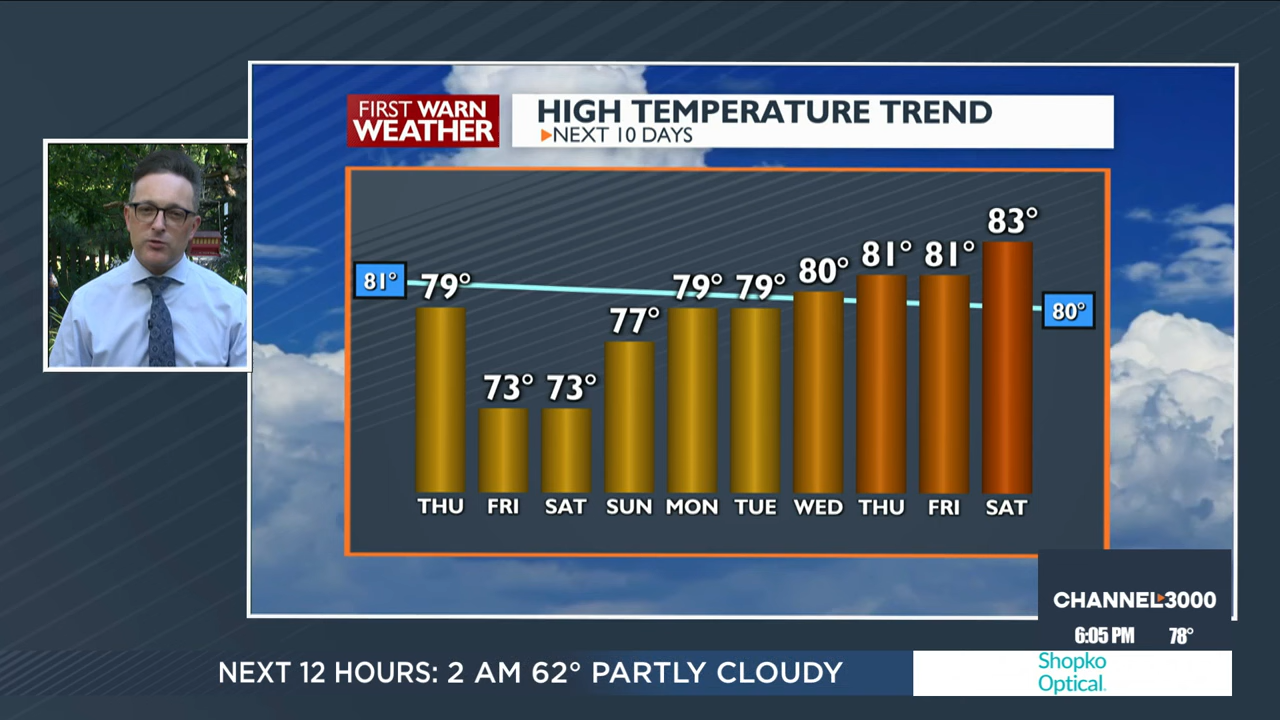 FIRST WARN
WEATHER
HIGH TEMPERATURE TREND
NEXT 10 DAYS
81° 79° 73° 73° 77° 79° 79° 80° 81° 81° 83° 80°
THU FRI SAT SUN MON TUE WED THU FRI SAT
CHANNEL3000
6:05 PM 78°
NEXT 12 HOURS: 2 AM 62° PARTLY CLOUDY
Shopko
Optical.